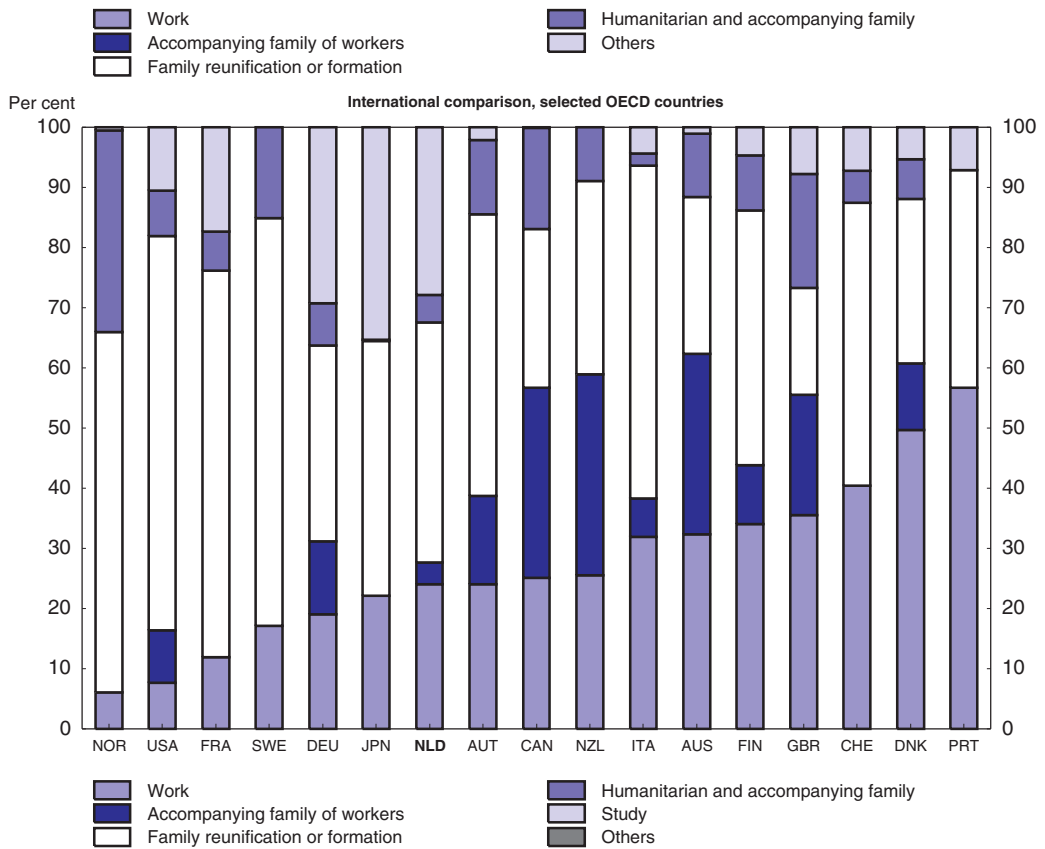 Work
Accompanying family of workers
Family reunification or formation
Humanitarian and accompanying family
Others
Per cent
International comparison, selected OECD countries
100 100
90 90
80 80
70 70
60 60
50 50
40 40
30 30
20 20
10 10
0 0
NOR USA FRA SWE DEU JPN NLD AUT CAN NZL ITA AUS FIN GBR CHE DNK PRT
Work
Accompanying family of workers
Family reunification or formation
Humanitarian and accompanying family
Study
Others